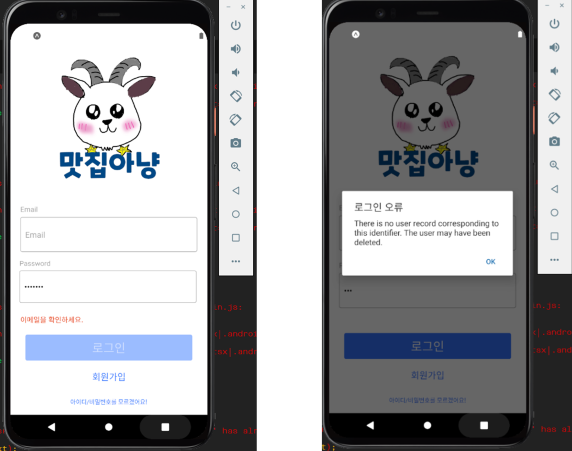 맛집아냥
Email
Email
Password
•••••••
이메일을 확인하세요.
로그인
회원가입
아이디/비밀번호를 모르겠어요!
맛집아냥
로그인 오류
There is no user record corresponding to
this identifier. The user may have been
deleted.
OK
•••
로그인
회원가입
아이디/비밀번호를 모르겠어요!